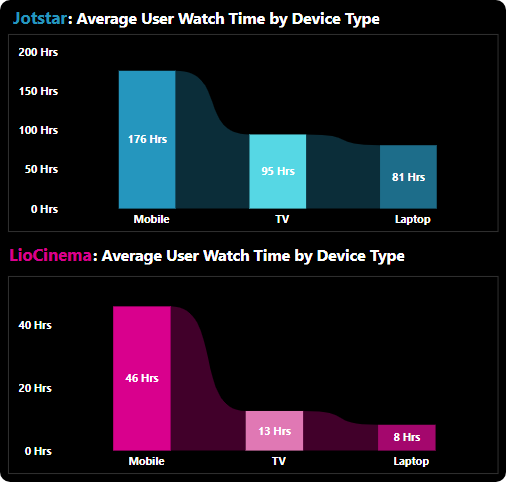 Jotstar: Average User Watch Time by Device Type
200 Hrs
150 Hrs
100 Hrs
50 Hrs
0 Hrs
176 Hrs
95 Hrs
81 Hrs
Mobile TV Laptop
LioCinema: Average User Watch Time by Device Type
40 Hrs
20 Hrs
0 Hrs
46 Hrs
13 Hrs
8 Hrs
Mobile TV Laptop